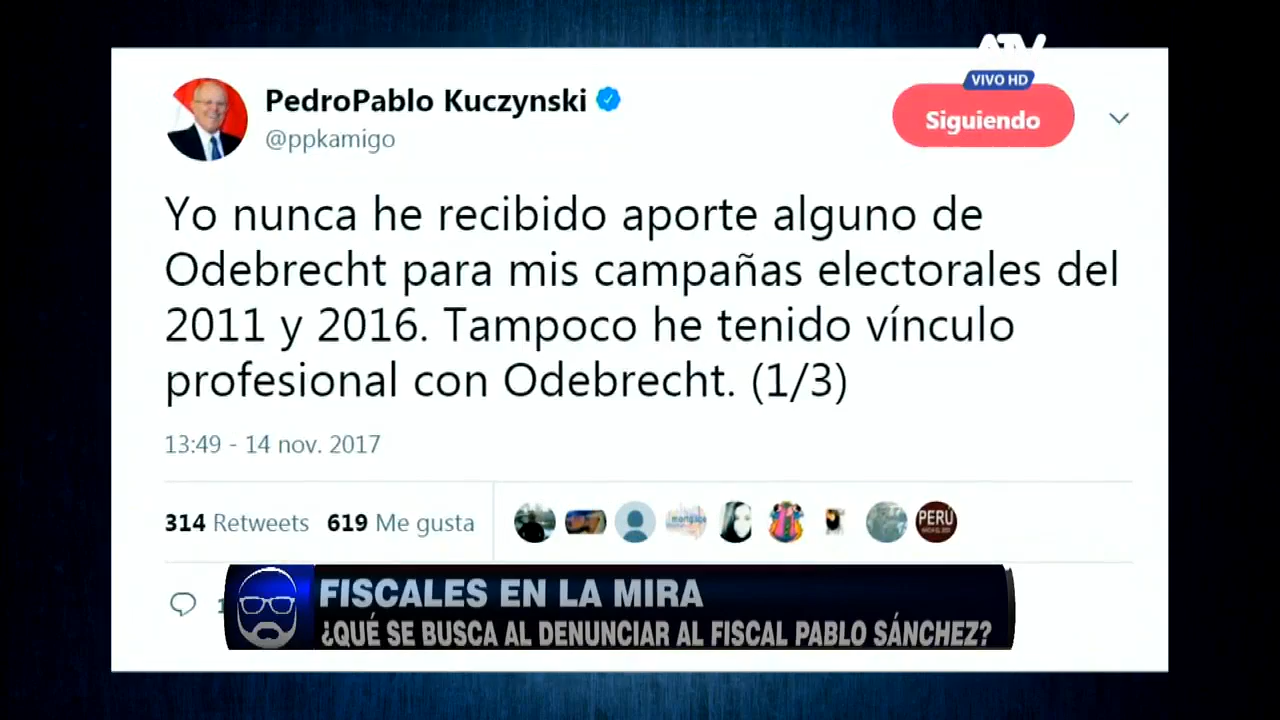 ATV
VIVO HD
PedroPablo Kuczynski
@ppkamigo
Siguiendo
Yo nunca he recibido aporte alguno de
Odebrecht para mis campañas electorales del
2011 y 2016. Tampoco he tenido vínculo
profesional con Odebrecht. (1/3)
13:49 - 14 nov. 2017
314 Retweets 619 Me gusta
PERÚ
FISCALES EN LA MIRA
¿QUÉ SE BUSCA AL DENUNCIAR AL FISCAL PABLO SÁNCHEZ?